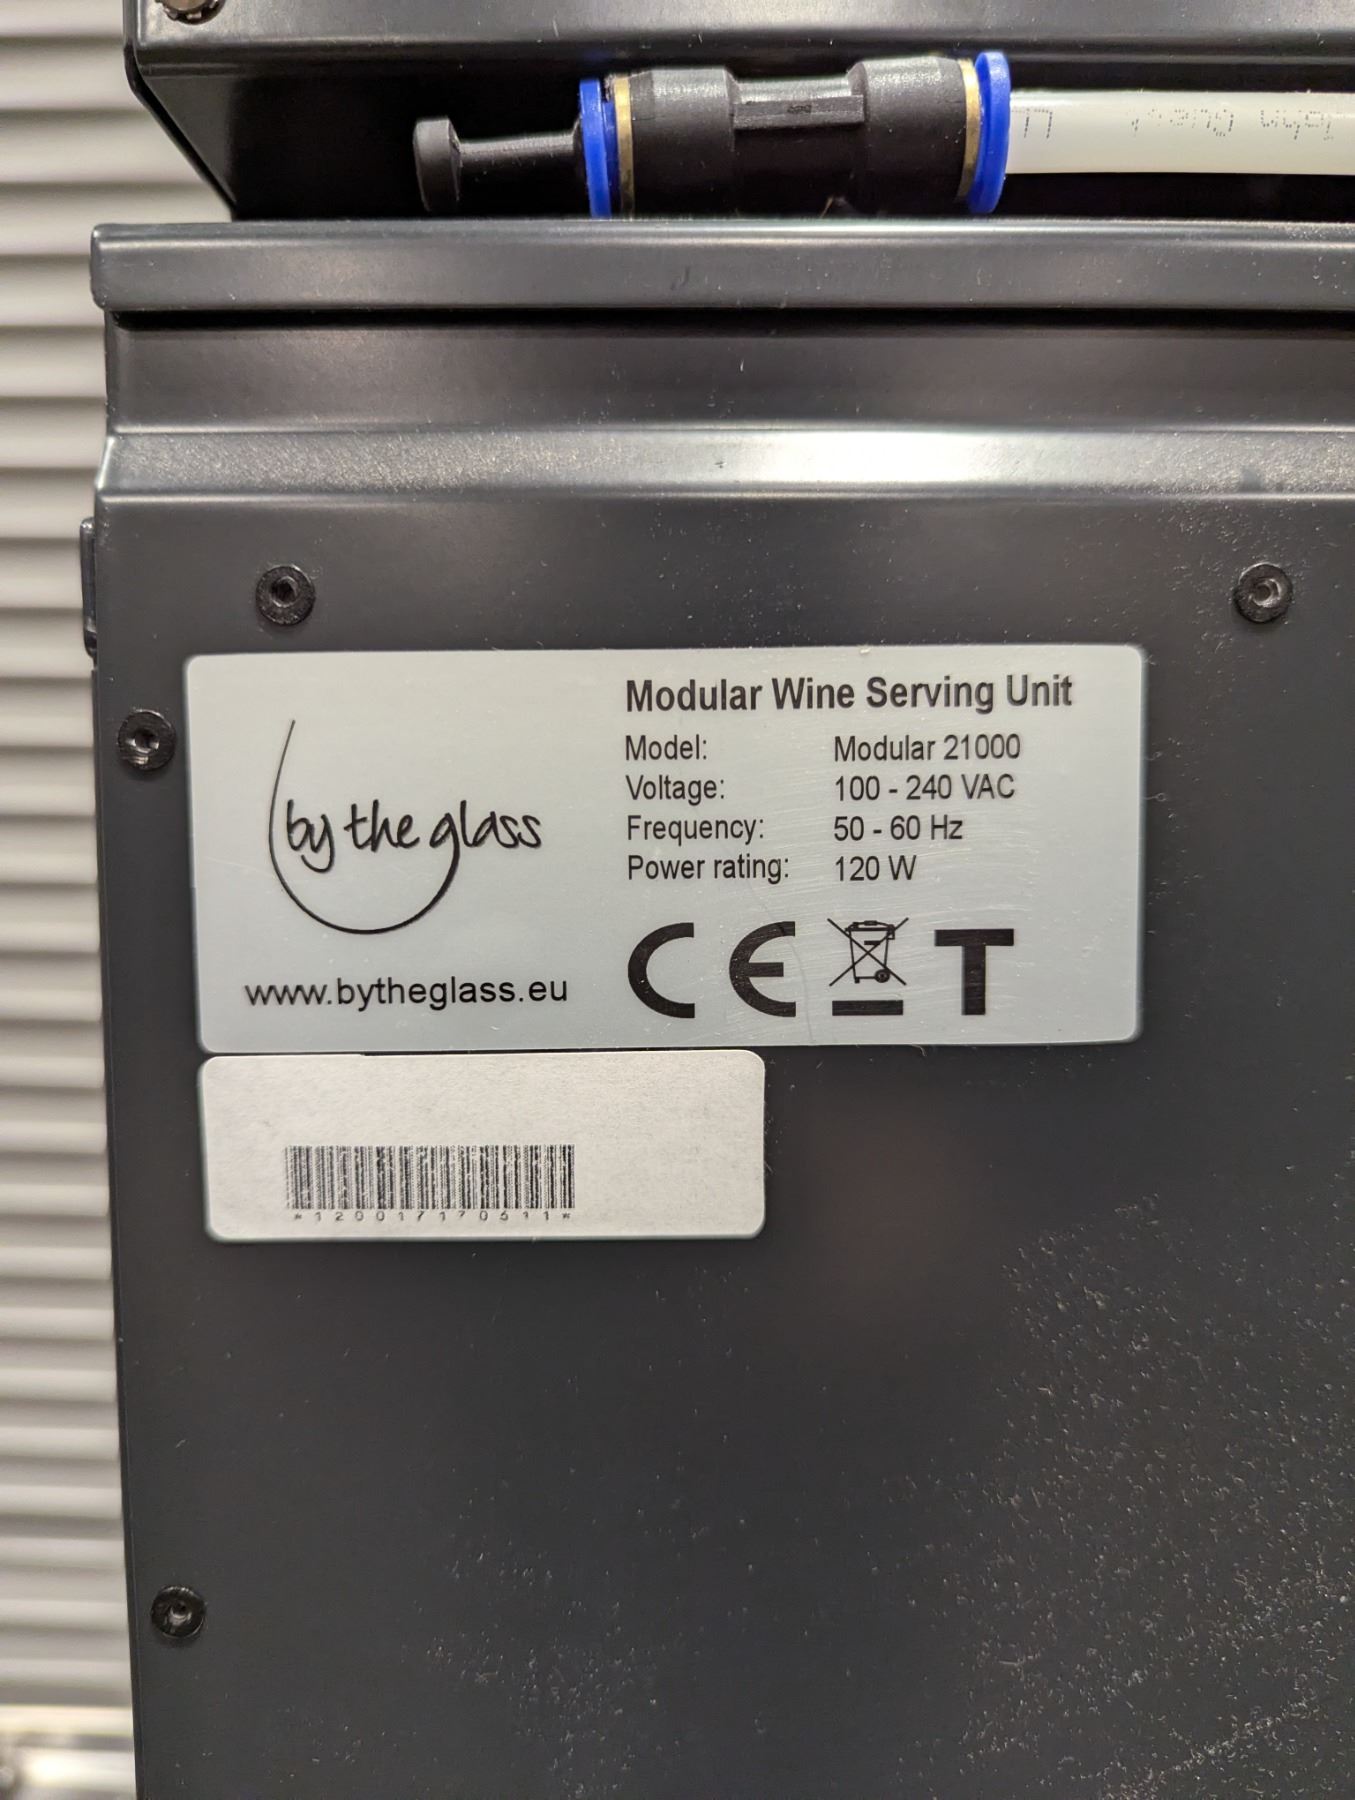 by the glass
www.bytheglass.eu
Modular Wine Serving Unit
Model: Modular 21000
Voltage: 100 - 240 VAC
Frequency: 50 - 60 Hz
Power rating: 120 W
CE T
*120017170611*